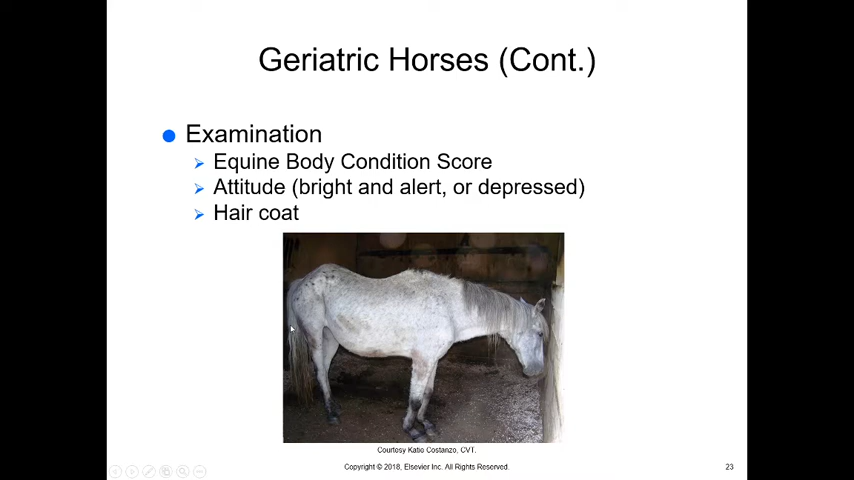 Geriatric Horses (Cont.)
Examination
Equine Body Condition Score
Attitude (bright and alert, or depressed)
Hair coat
Courtesy Katio Costanzo, CVT.
Copyright © 2018, Elsevier Inc. All Rights Reserved.
23